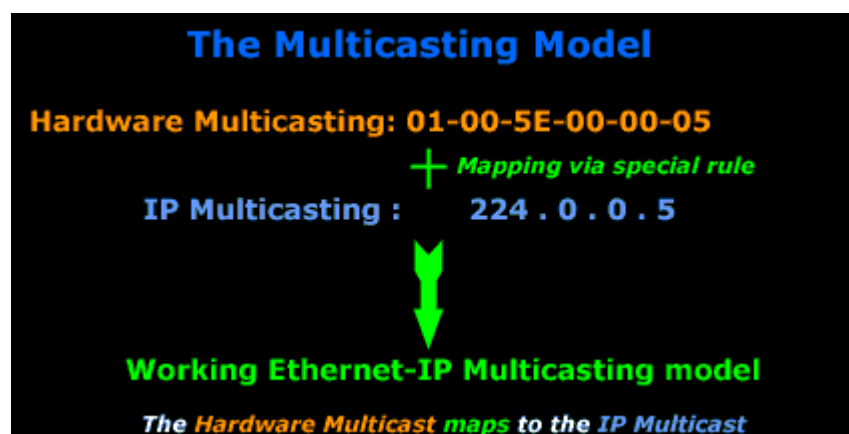 The Multicasting Model
Hardware Multicasting: 01-00-5E-00-00-05
Mapping via special rule
IP Multicasting : 224 . 0 . 0 . 5
Working Ethernet-IP Multicasting model
The Hardware Multicast maps to the IP Multicast